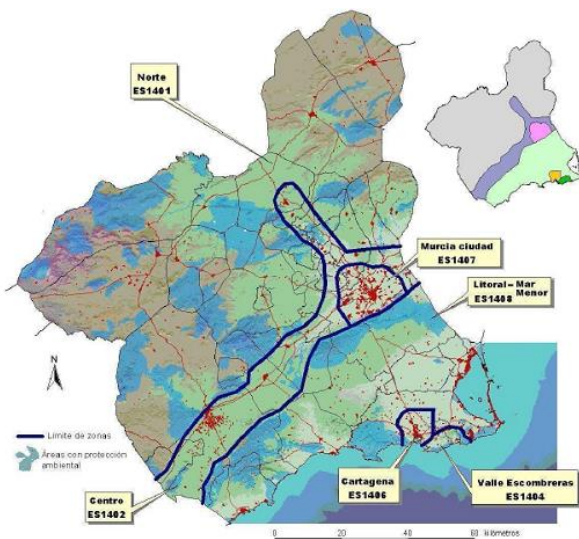 Norte
ES1401
Murcia ciudad
ES1407
Litoral - Mar
Menor
ES1408
N
Límite de zonas
Áreas con protección
ambiental
Centro
ES1402
Cartagena
ES1406
Valle Escombreras
ES1404
0 20 40 60 kilómetros